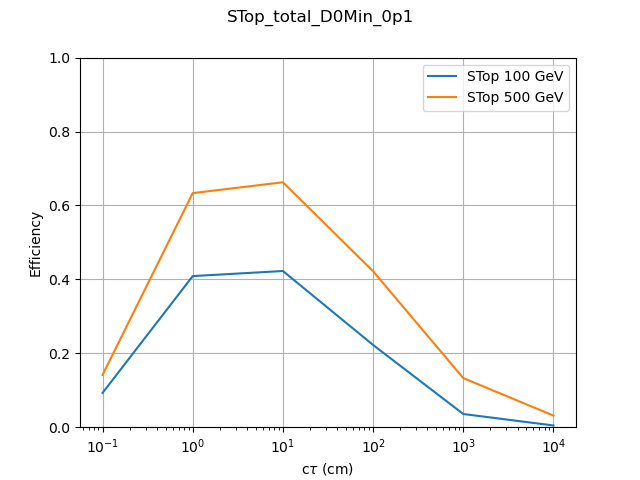 STop_total_D0Min_0p1
STop 100 GeV
STop 500 GeV
Efficiency
1.0
0.8
0.6
0.4
0.2
0.0
10⁻¹ 10⁰ 10¹ 10² 10³ 10⁴
cτ (cm)